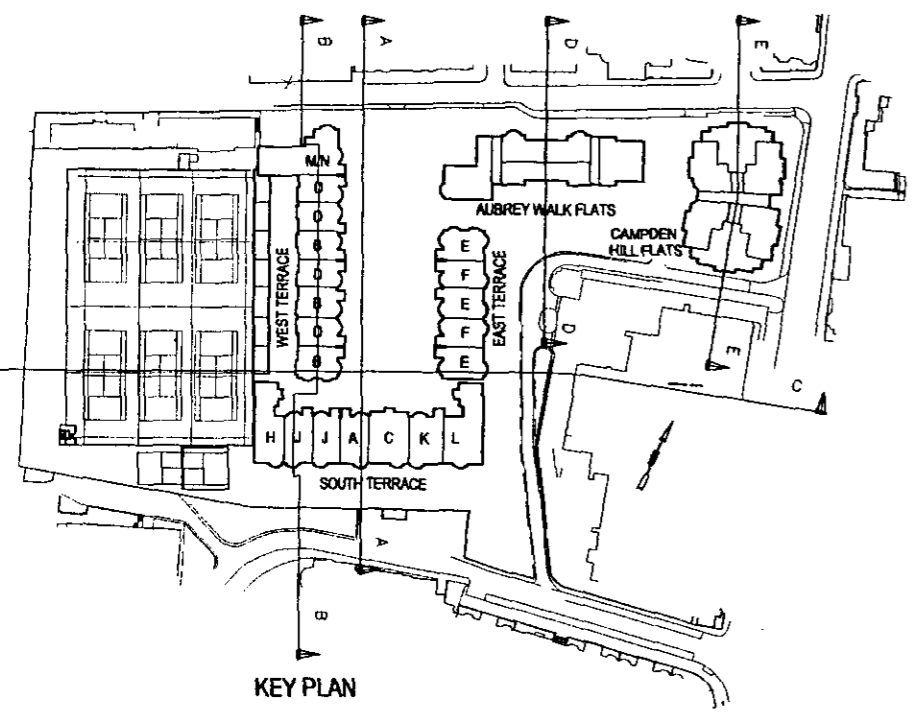 B
A
D
E
M/N
D
D
B
D
B
D
B
WEST TERRACE
AUBREY WALK FLATS
CAMPDEN
HILL FLATS
E
F
E
F
E
EAST TERRACE
D
E
C
H
J
J
A
C
K
L
SOUTH TERRACE
A
B
KEY PLAN